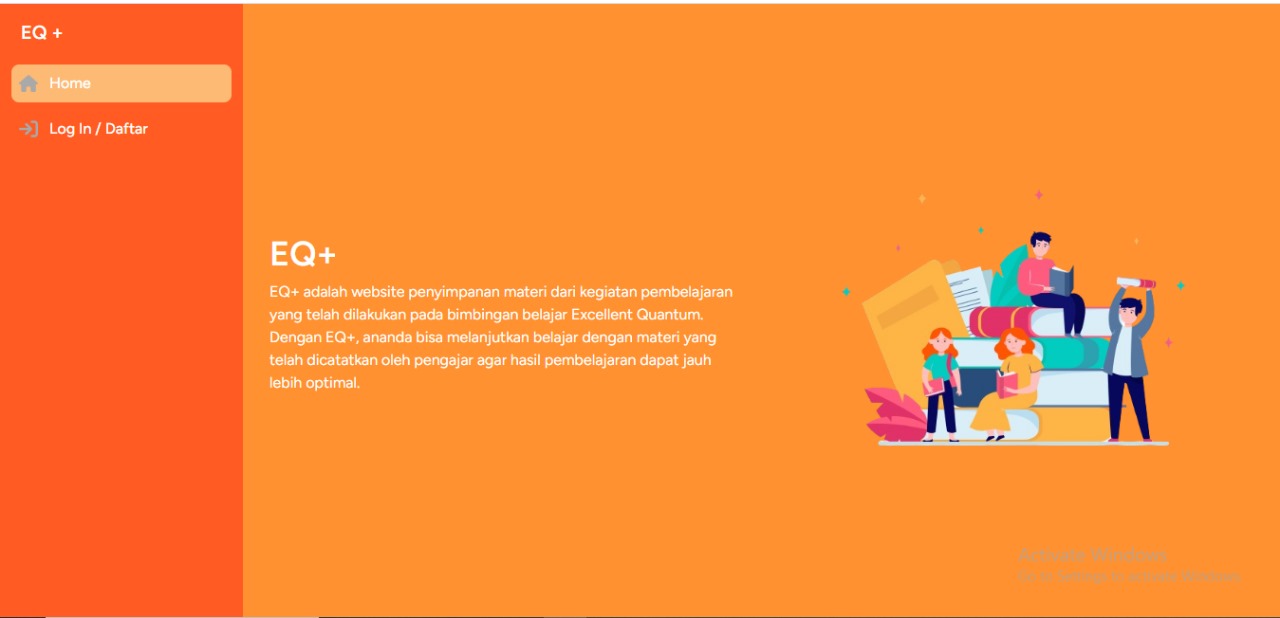 EQ +
Home
Log In / Daftar
EQ+
EQ+ adalah website penyimpanan materi dari kegiatan pembelajaran
yang telah dilakukan pada bimbingan belajar Excellent Quantum.
Dengan EQ+, ananda bisa melanjutkan belajar dengan materi yang
telah dicatatkan oleh pengajar agar hasil pembelajaran dapat jauh
lebih optimal.
Activate Windows
Go to Settings to activate Windows.